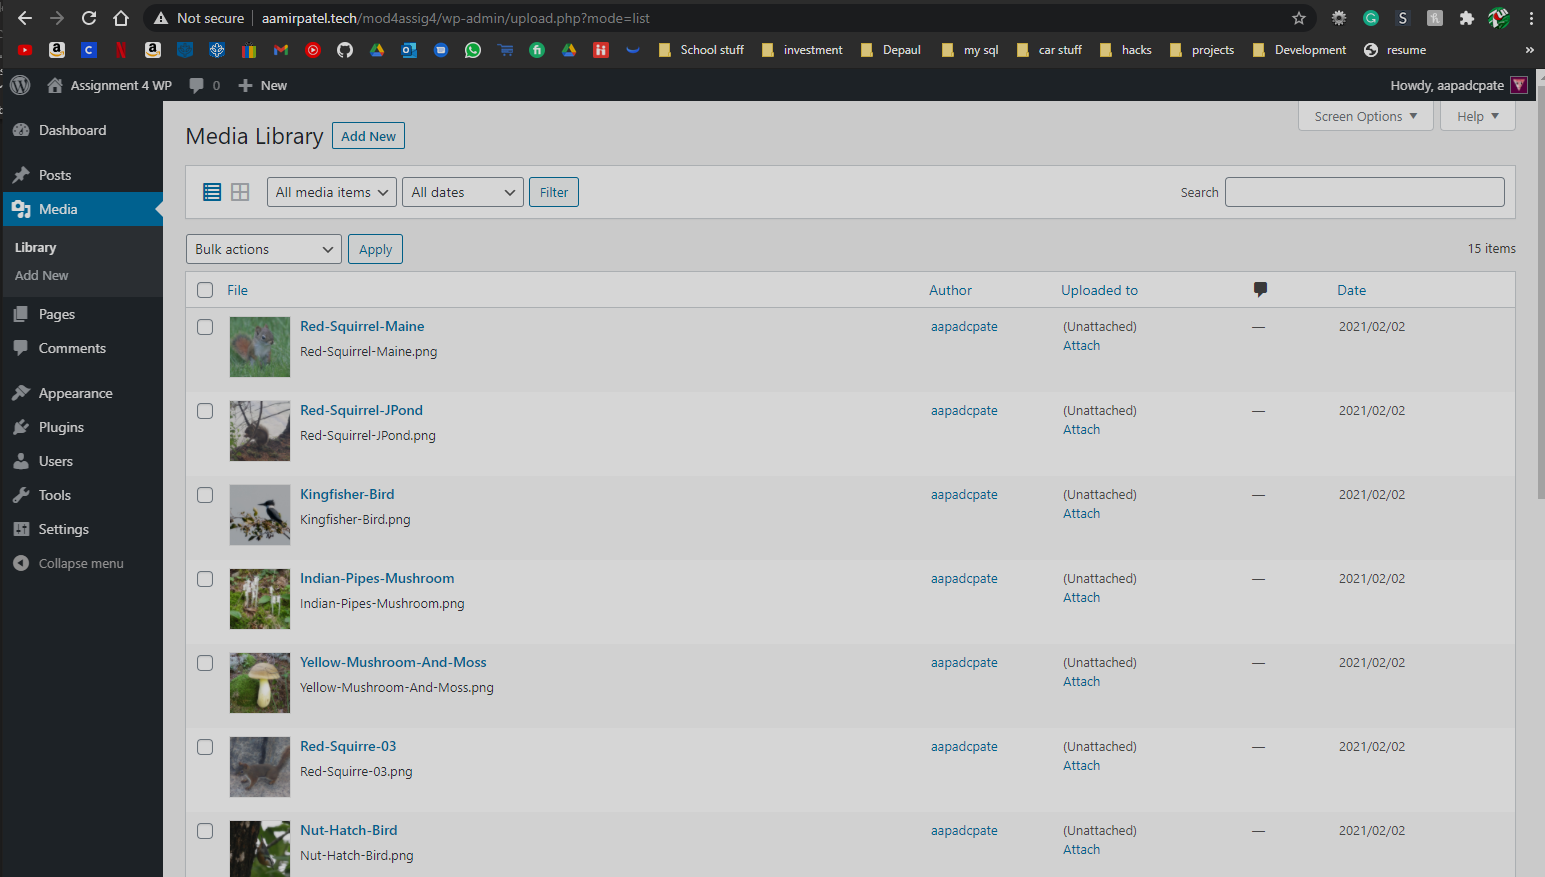 Not secure aamirpatel.tech/mod4assig4/wp-admin/upload.php?mode=list
School stuff investment Depaul my sql car stuff hacks projects Development resume »
Assignment 4 WP 0 New Howdy, aapadcpate
Screen Options Help
Dashboard
Posts
Media
Library
Add New
Pages
Comments
Appearance
Plugins
Users
Tools
Settings
Collapse menu
Media Library Add New
All media items All dates Filter Search
Bulk actions Apply 15 items
File Author Uploaded to Date
Red-Squirrel-Maine aapadcpate (Unattached) — 2021/02/02
Red-Squirrel-Maine.png Attach
Red-Squirrel-JPond aapadcpate (Unattached) — 2021/02/02
Red-Squirrel-JPond.png Attach
Kingfisher-Bird aapadcpate (Unattached) — 2021/02/02
Kingfisher-Bird.png Attach
Indian-Pipes-Mushroom aapadcpate (Unattached) — 2021/02/02
Indian-Pipes-Mushroom.png Attach
Yellow-Mushroom-And-Moss aapadcpate (Unattached) — 2021/02/02
Yellow-Mushroom-And-Moss.png Attach
Red-Squirre-03 aapadcpate (Unattached) — 2021/02/02
Red-Squirre-03.png Attach
Nut-Hatch-Bird aapadcpate (Unattached) — 2021/02/02
Nut-Hatch-Bird.png Attach